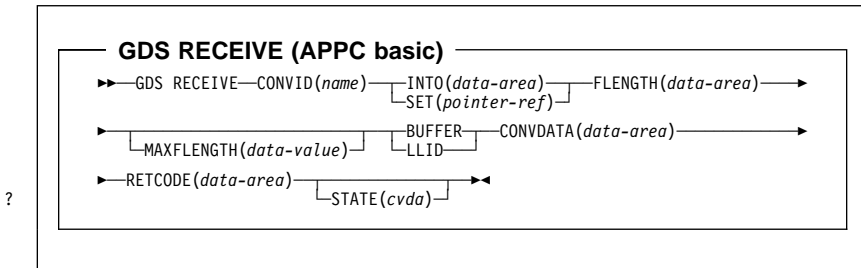 GDS RECEIVE (APPC basic)
GDS RECEIVE CONVID(name) INTO(data-area) FLENGTH(data-area)
SET(pointer-ref)
BUFFER CONVDATA(data-area)
MAXFLENGTH(data-value) LLID
RETCODE(data-area)
? STATE(cvda)